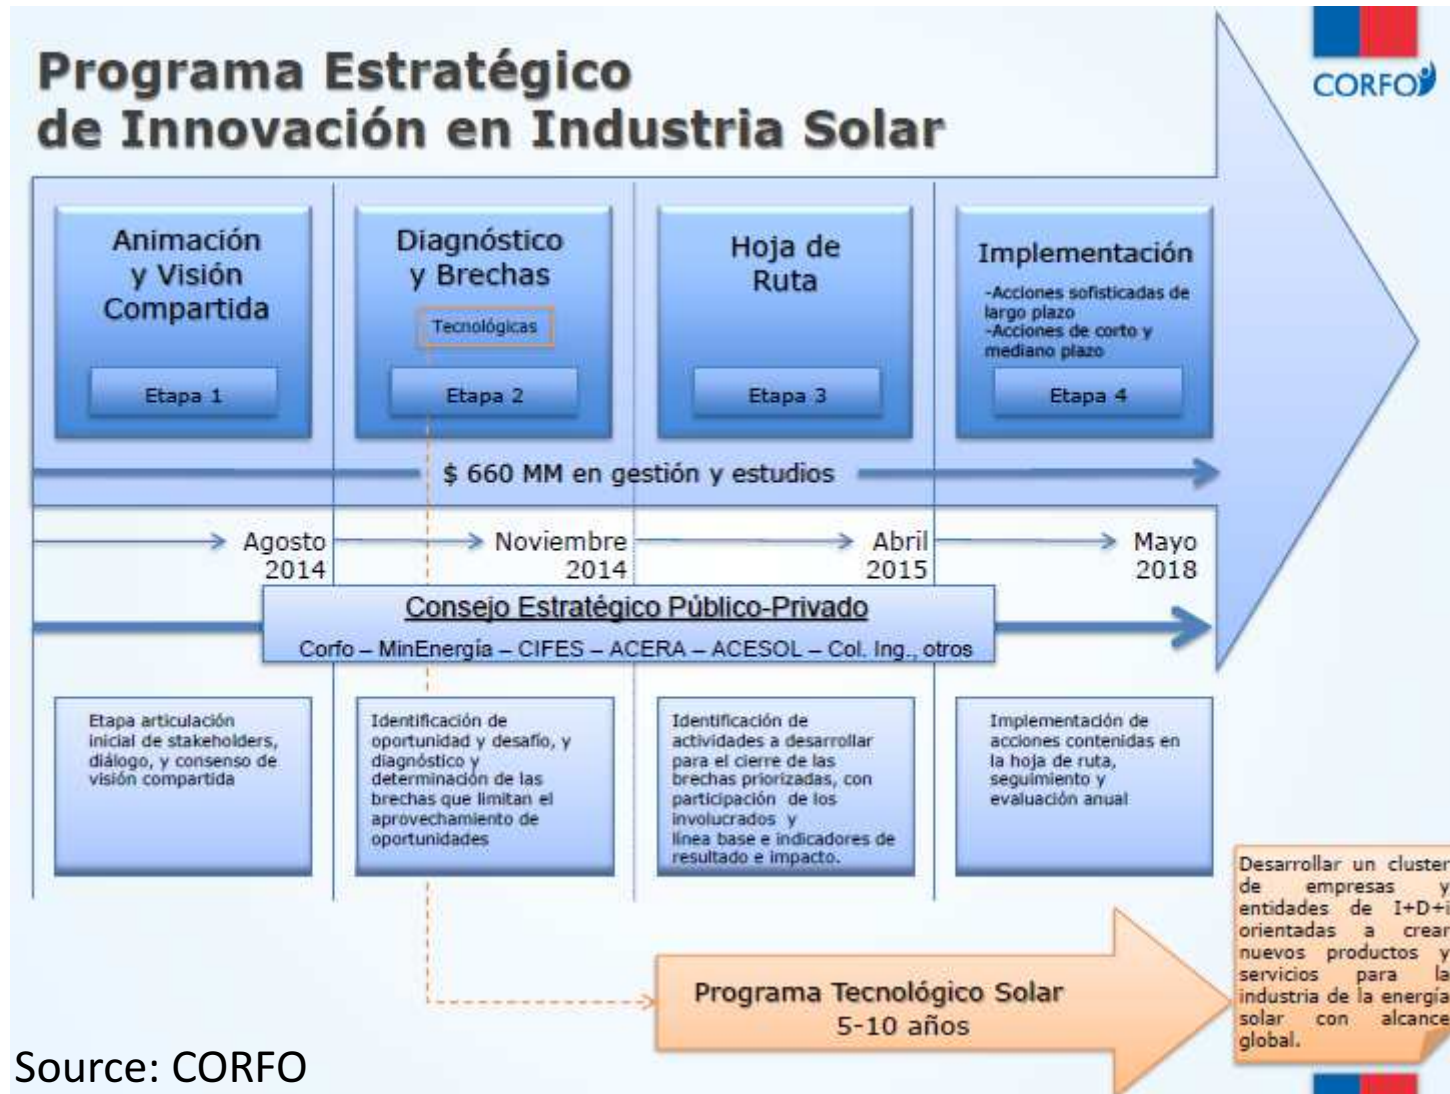 Programa Estratégico
de Innovación en Industria Solar
CORFO
Animación
y Visión
Compartida
Etapa 1
Diagnóstico
y Brechas
Tecnológicas
Etapa 2
Hoja de
Ruta
Etapa 3
Implementación
-Acciones sofisticadas de
largo plazo
-Acciones de corto y
mediano plazo
Etapa 4
$ 660 MM en gestión y estudios
Agosto
2014
Noviembre
2014
Abril
2015
Mayo
2018
Consejo Estratégico Público-Privado
Corfo – MinEnergía – CIFES – ACERA – ACESOL – Col. Ing., otros
Etapa articulación
inicial de stakeholders,
diálogo, y consenso de
visión compartida
Identificación de
oportunidad y desafío, y
diagnóstico y
determinación de las
brechas que limitan el
aprovechamiento de
oportunidades
Identificación de
actividades a desarrollar
para el cierre de las
brechas priorizadas, con
participación de los
involucrados y
línea base e indicadores de
resultado e impacto.
Implementación de
acciones contenidas en
la hoja de ruta,
seguimiento y
evaluación anual
Programa Tecnológico Solar
5-10 años
Desarrollar un cluster
de empresas y
entidades de I+D+i
orientadas a crear
nuevos productos y
servicios para la
industria de la energía
solar con alcance
global.
Source: CORFO